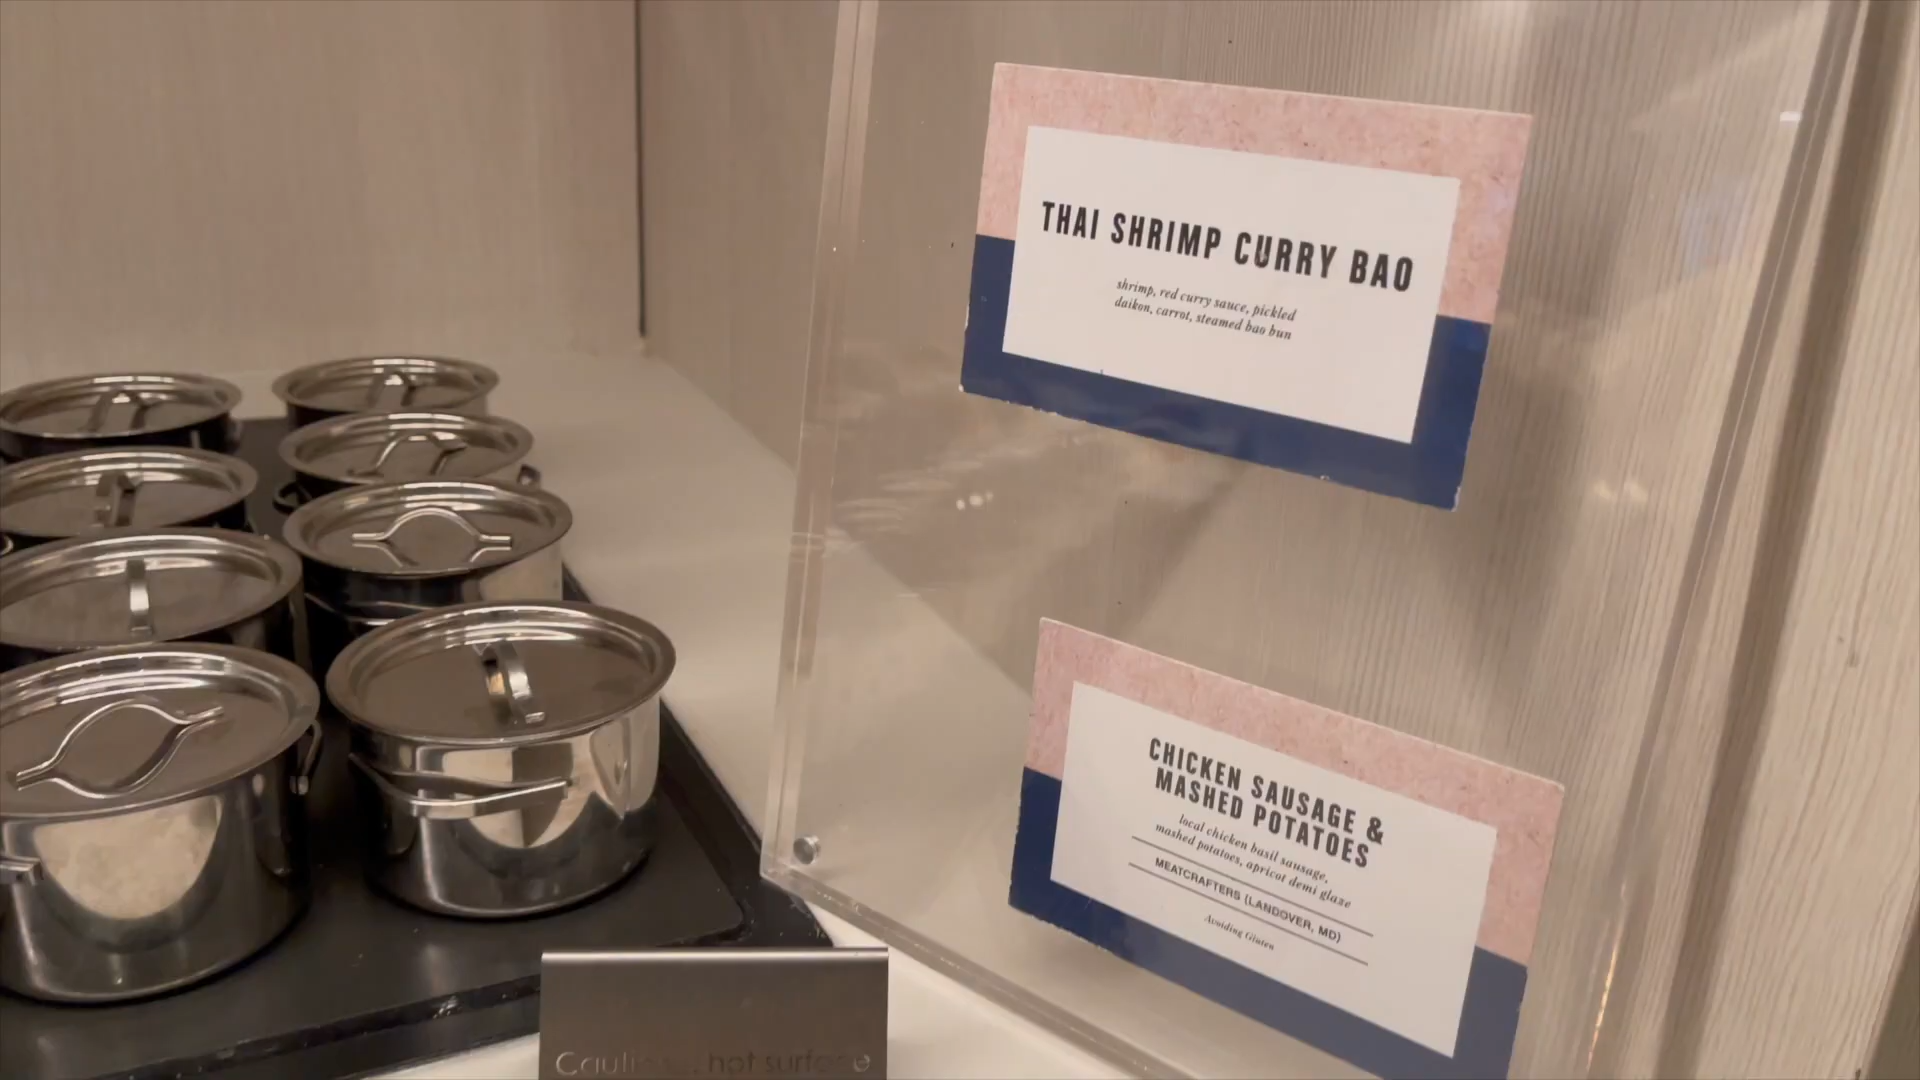 THAI SHRIMP CURRY BAO
shrimp, red curry sauce, pickled
daikon, carrot, steamed bao bun
CHICKEN SAUSAGE &
MASHED POTATOES
local chicken basil sausage,
mashed potatoes, apricot demi glaze
MEATCRAFTERS (LANDOVER, MD)
Avoiding Gluten
Caution: hot surface